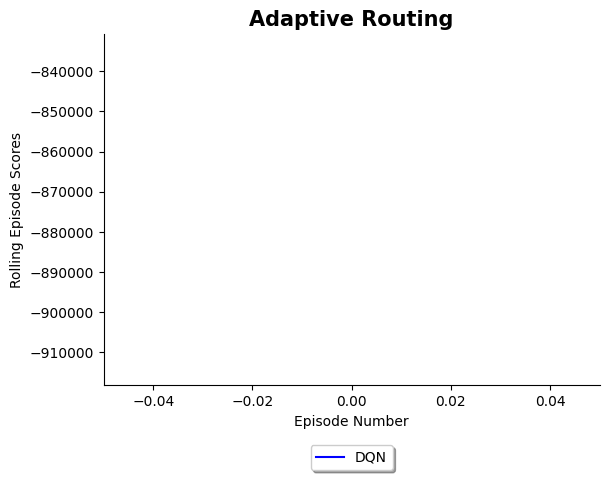 Adaptive Routing
Rolling Episode Scores
−840000
−850000
−860000
−870000
−880000
−890000
−900000
−910000
−0.04 −0.02 0.00 0.02 0.04
Episode Number
DQN